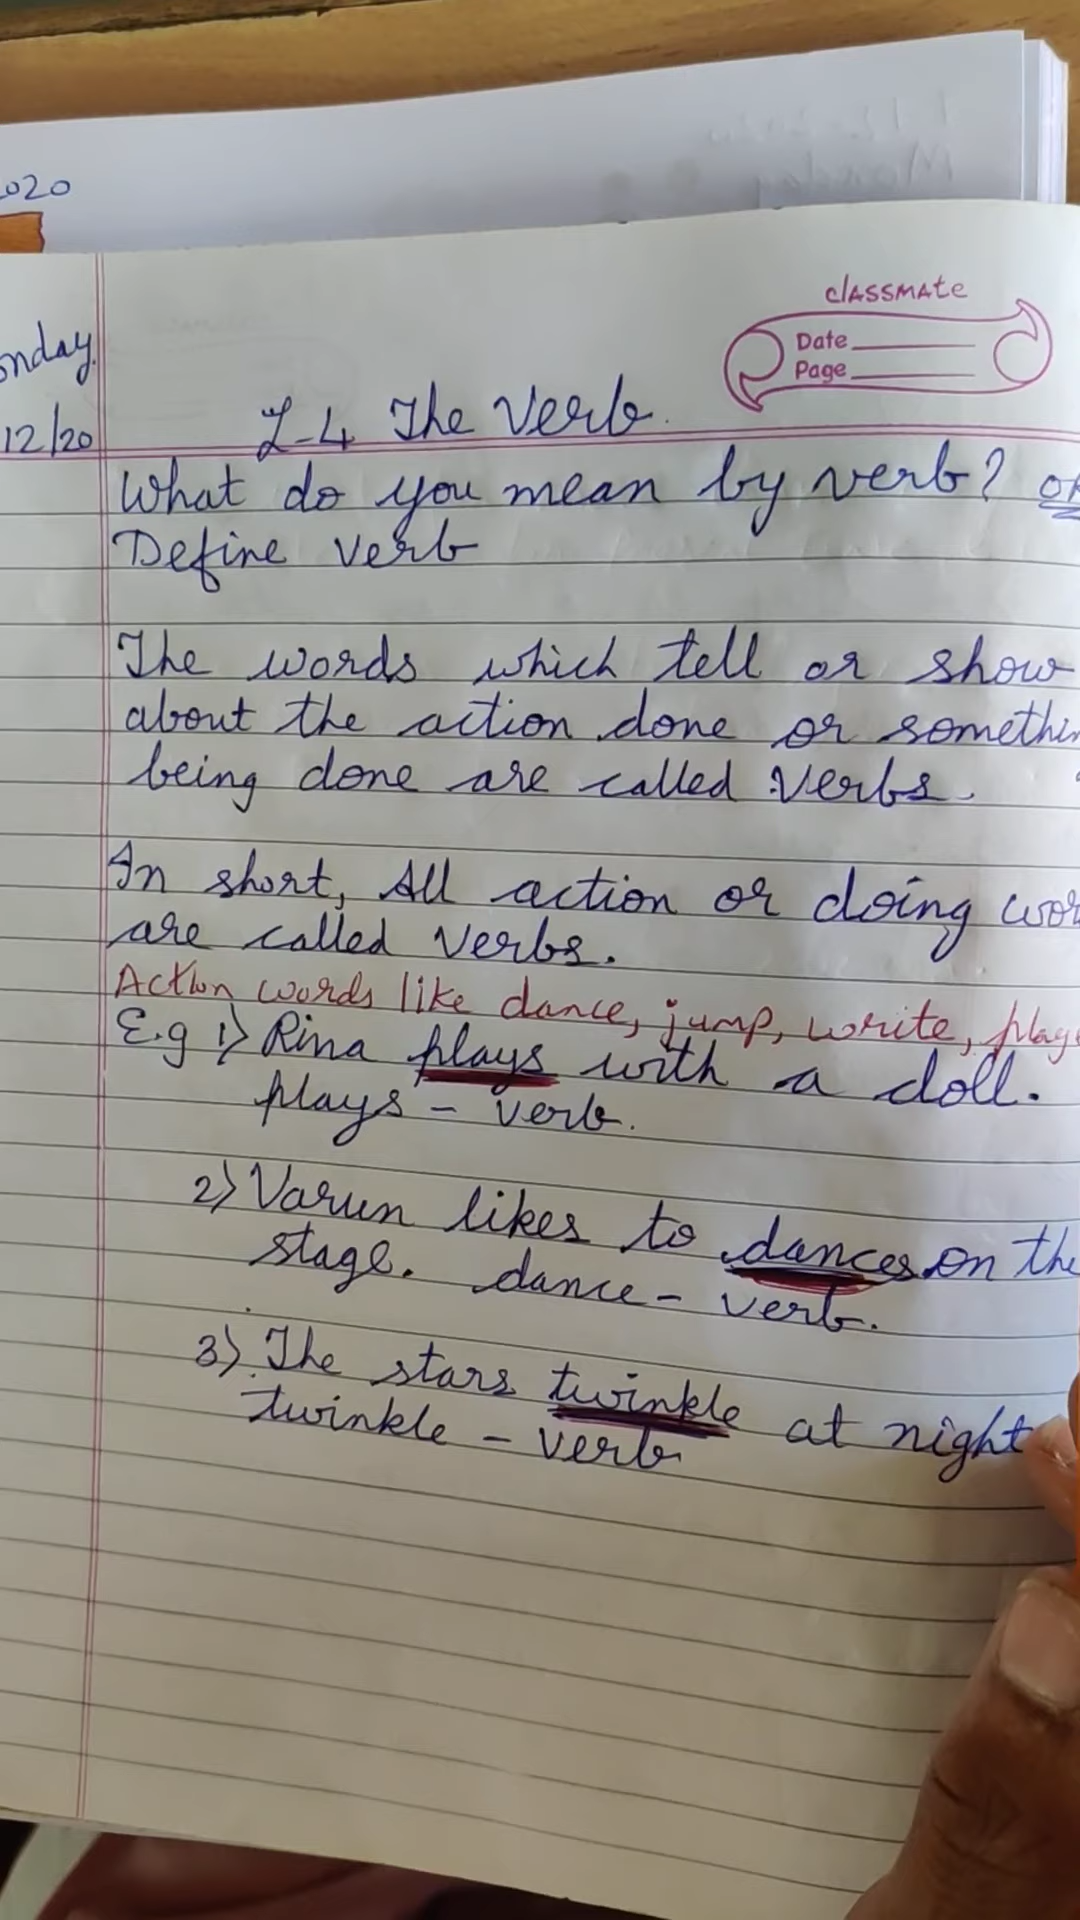 2020
classmate
Date
Page
onday
12/20
L-4 The Verb.
What do you mean by verb? OR
Define verb
The words which tell or show
about the action done or somethin
being done are called Verbs.
In short, All action or doing wor
are called verbs.
Action words like dance, jump, write, play
E.g 1) Rina plays with a doll.
plays - verb.
2) Varun likes to dances on the
stage. dance - verb.
3) The stars twinkle at night
twinkle - verb